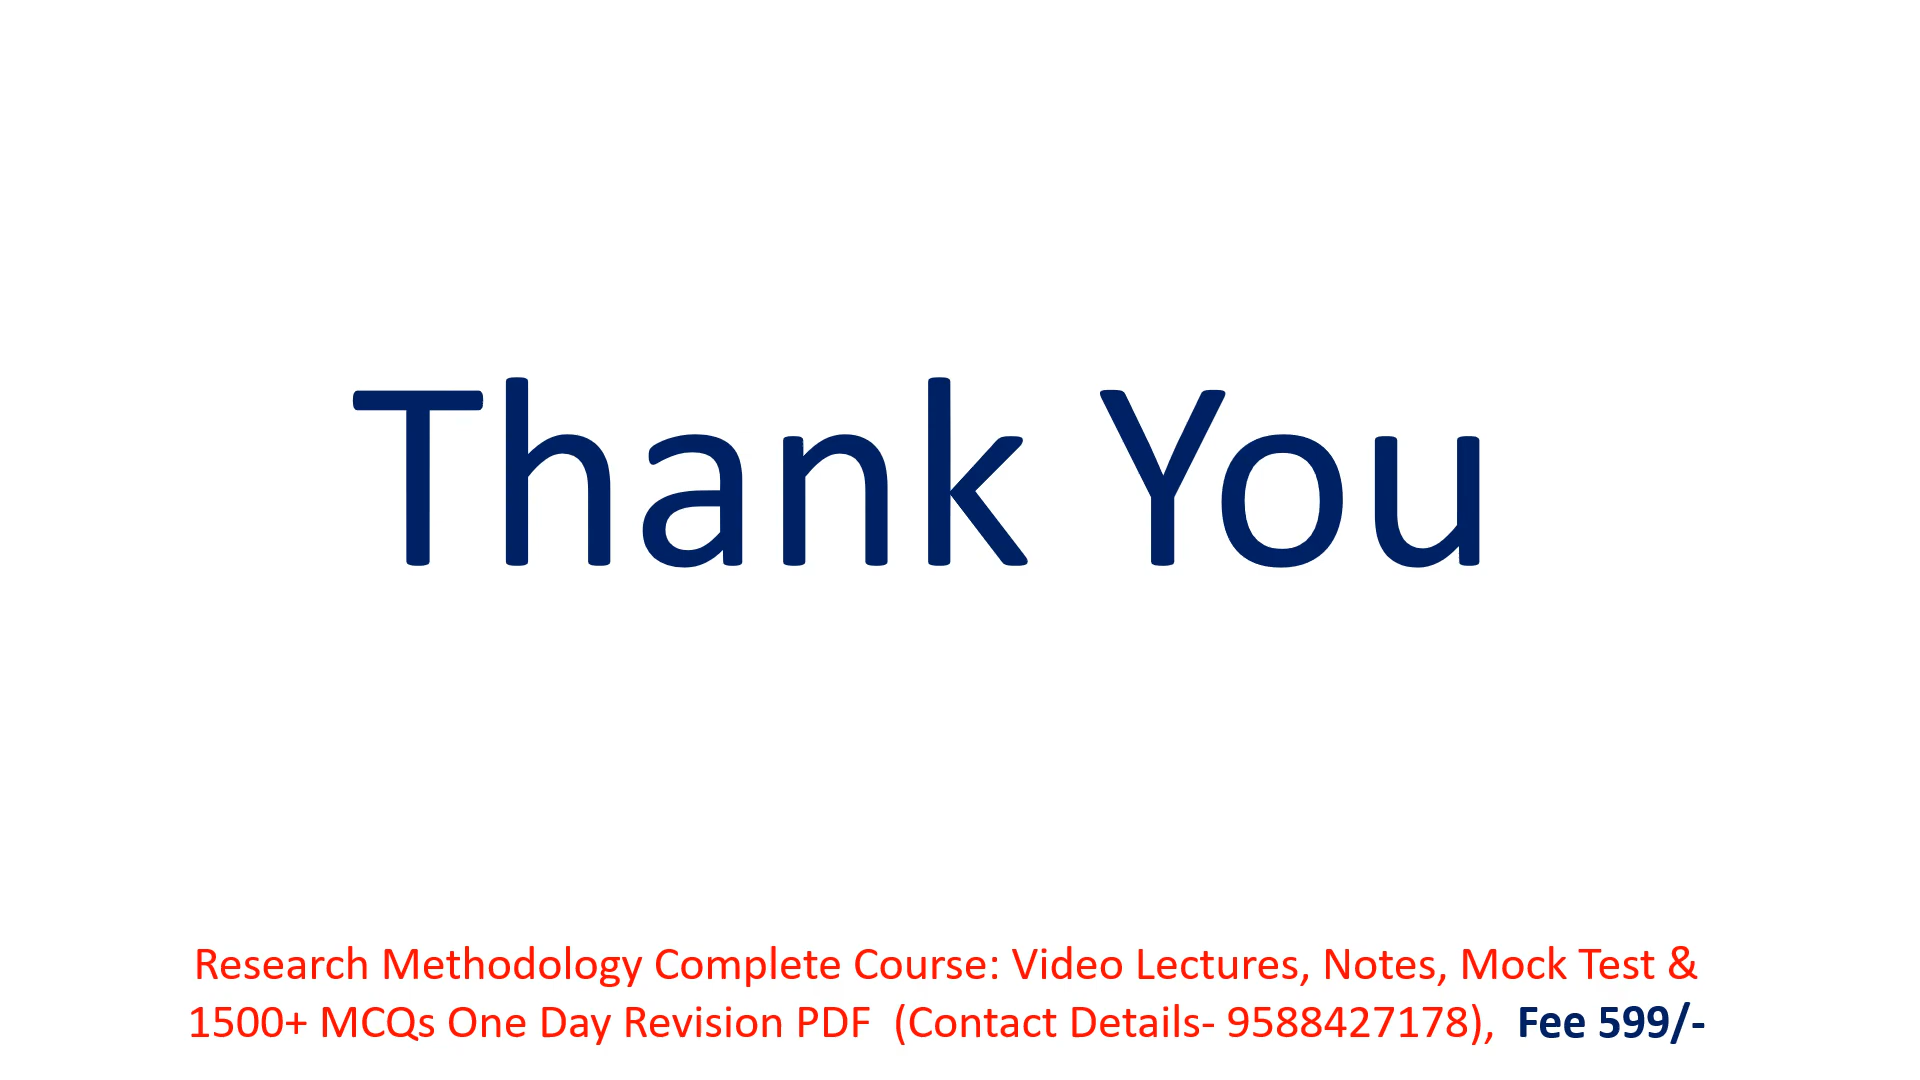 Thank You
Research Methodology Complete Course: Video Lectures, Notes, Mock Test &
1500+ MCQs One Day Revision PDF  (Contact Details- 9588427178),  Fee 599/-